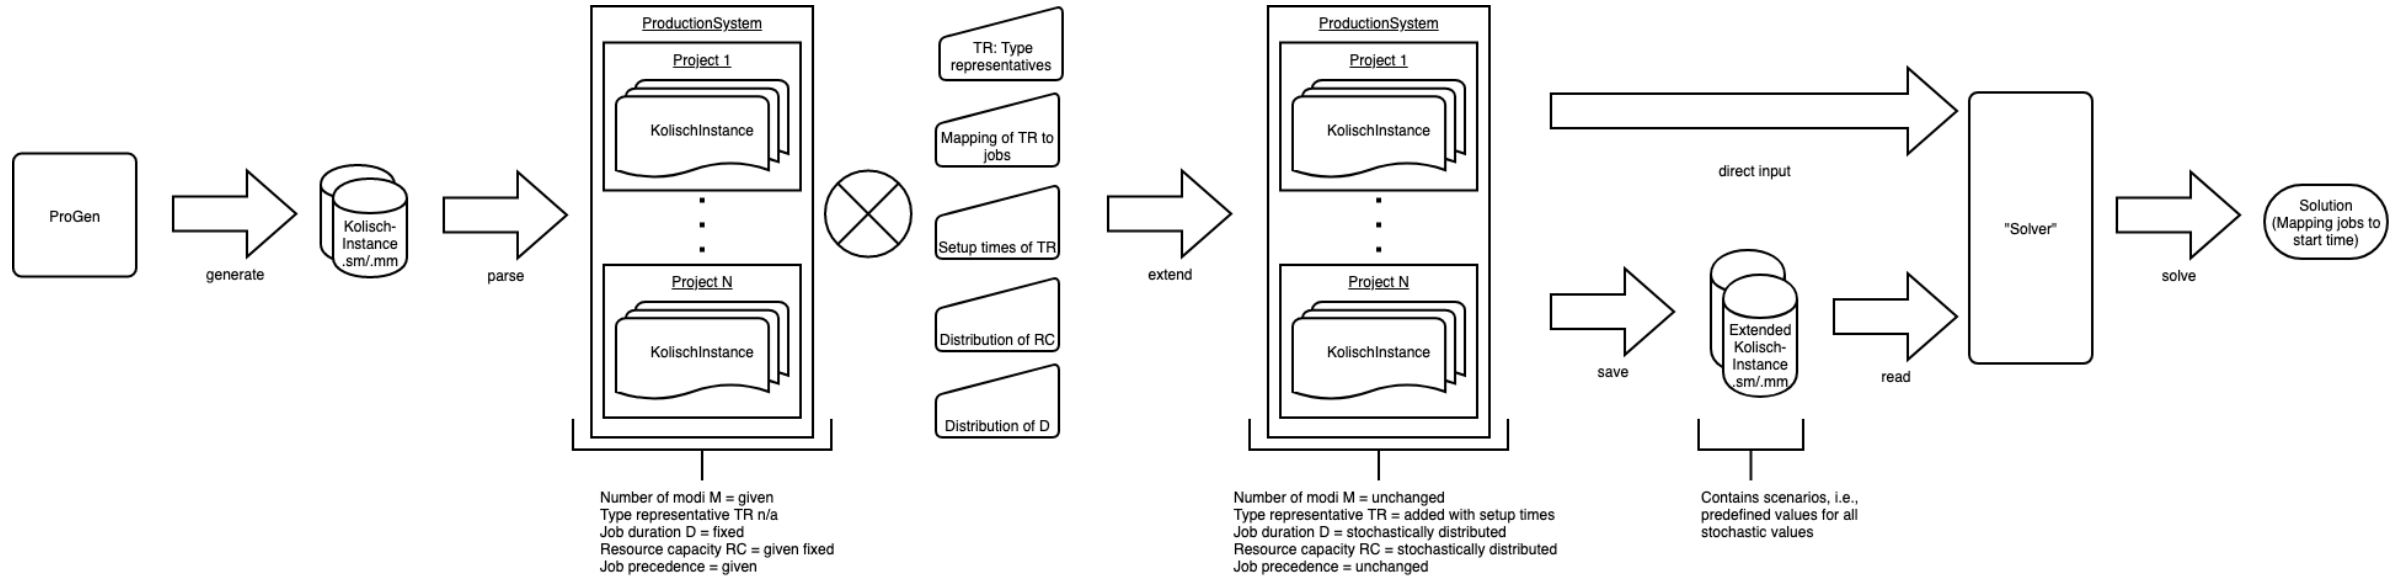 ProGen
generate
Kolisch-
Instance
.sm/.mm
parse
ProductionSystem
Project 1
KolischInstance
Project N
KolischInstance
Number of modi M = given
Type representative TR n/a
Job duration D = fixed
Resource capacity RC = given fixed
Job precedence = given
TR: Type
representatives
Mapping of TR to
jobs
Setup times of TR
Distribution of RC
Distribution of D
extend
ProductionSystem
Project 1
KolischInstance
Project N
KolischInstance
Number of modi M = unchanged
Type representative TR = added with setup times
Job duration D = stochastically distributed
Resource capacity RC = stochastically distributed
Job precedence = unchanged
direct input
save
Extended
Kolisch-
Instance
.sm/.mm
Contains scenarios, i.e.,
predefined values for all
stochastic values
read
"Solver"
solve
Solution
(Mapping jobs to
start time)